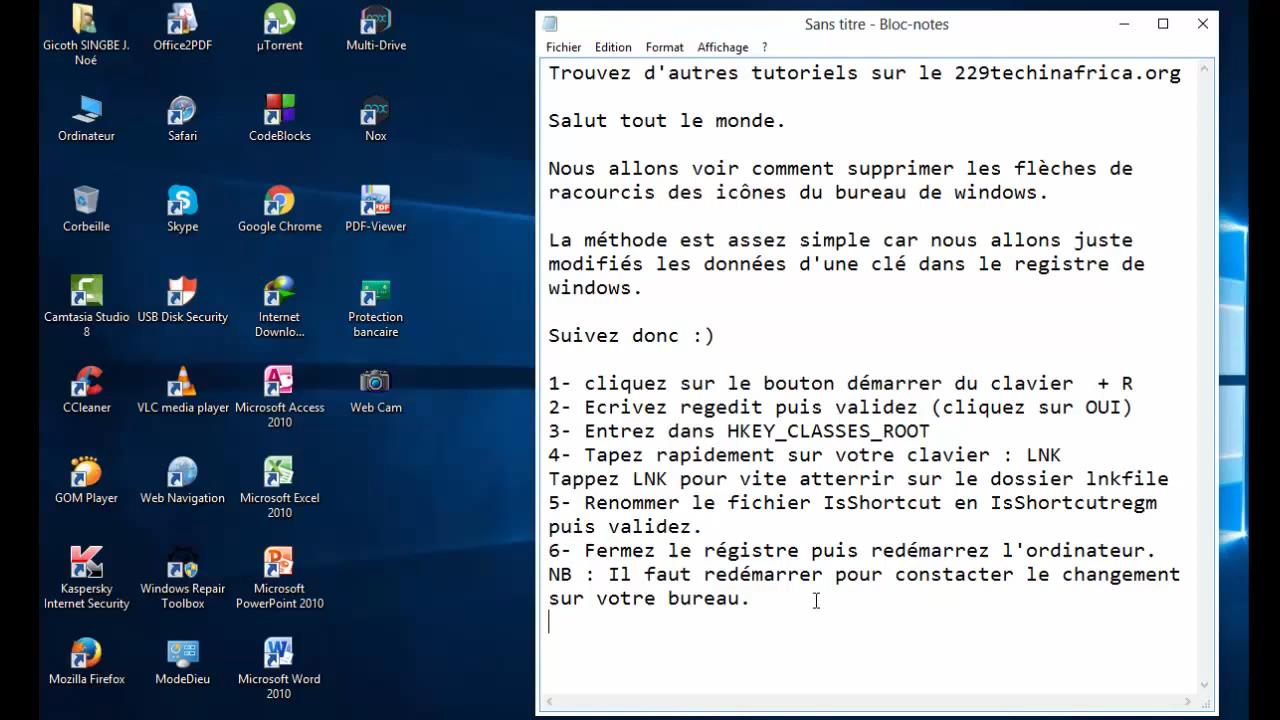 Gicoth SINGBE J.
Noé
Office2PDF
µTorrent
Multi-Drive
Ordinateur
Safari
CodeBlocks
Nox
Corbeille
Skype
Google Chrome
PDF-Viewer
Camtasia Studio
8
USB Disk Security
Internet
Downlo...
Protection
bancaire
CCleaner
VLC media player
Microsoft Access
2010
Web Cam
GOM Player
Web Navigation
Microsoft Excel
2010
Kaspersky
Internet Security
Windows Repair
Toolbox
Microsoft
PowerPoint 2010
Mozilla Firefox
ModeDieu
Microsoft Word
2010
Sans titre - Bloc-notes
Fichier Edition Format Affichage ?
Trouvez d'autres tutoriels sur le 229techinafrica.org
Salut tout le monde.
Nous allons voir comment supprimer les flèches de
racourcis des icônes du bureau de windows.
La méthode est assez simple car nous allons juste
modifiés les données d'une clé dans le registre de
windows.
Suivez donc :)
1- cliquez sur le bouton démarrer du clavier  + R
2- Ecrivez regedit puis validez (cliquez sur OUI)
3- Entrez dans HKEY_CLASSES_ROOT
4- Tapez rapidement sur votre clavier : LNK
Tappez LNK pour vite atterrir sur le dossier lnkfile
5- Renommer le fichier IsShortcut en IsShortcutregm
puis validez.
6- Fermez le régistre puis redémarrez l'ordinateur.
NB : Il faut redémarrer pour constacter le changement
sur votre bureau.